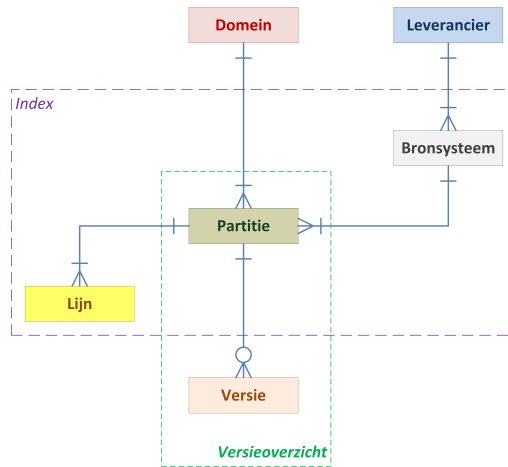 Domein
Leverancier
Index
Bronsysteem
Partitie
Lijn
Versie
Versieoverzicht